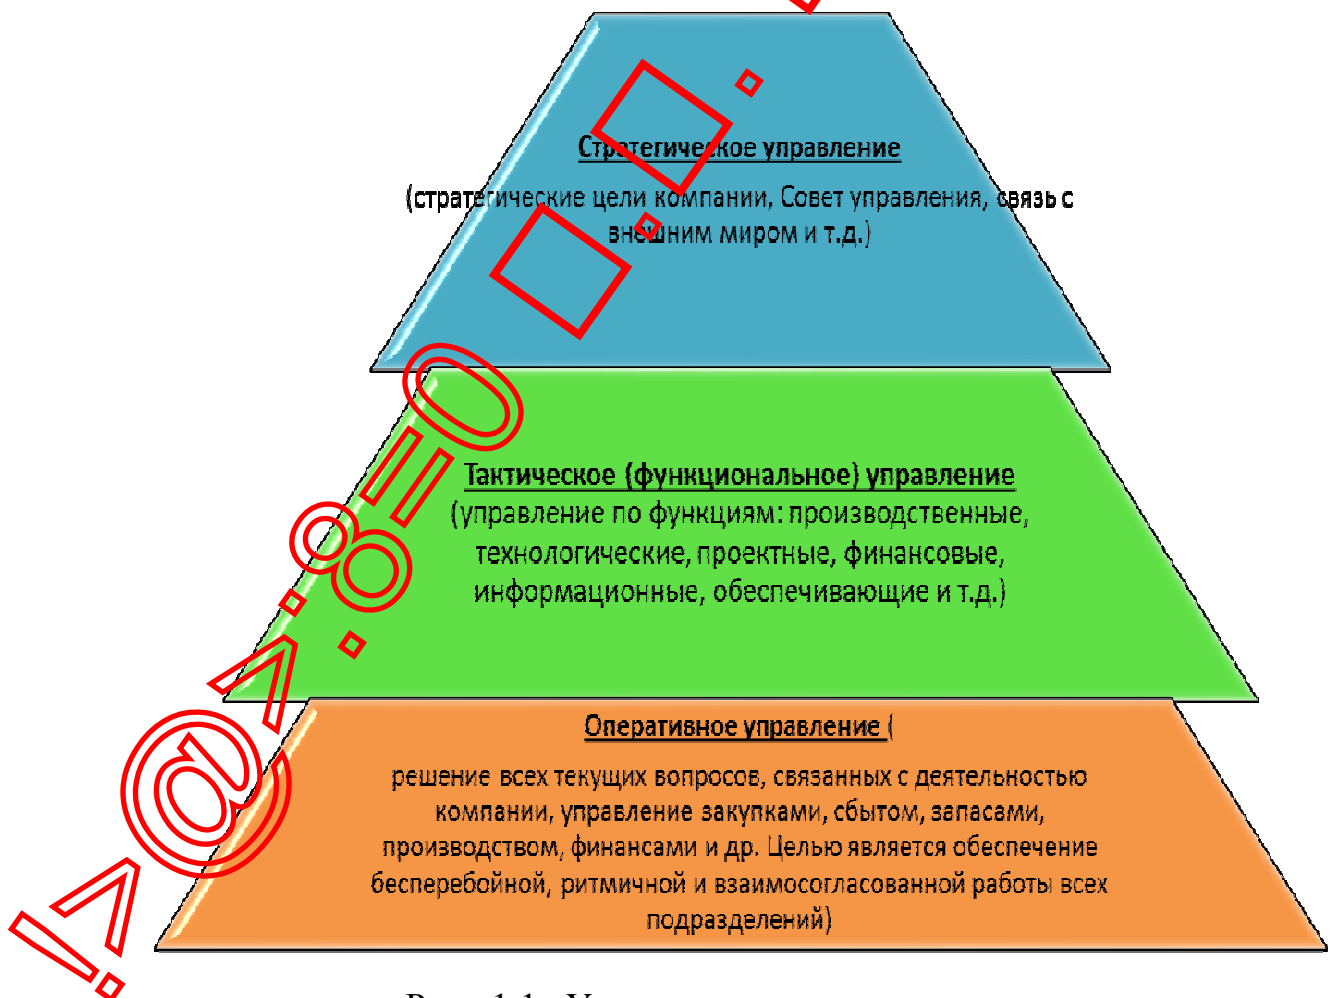 Стратегическое управление
(стратегические цели компании, Совет управления, связь с
внешним миром и т.д.)
Тактическое (функциональное) управление
(управление по функциям: производственные,
технологические, проектные, финансовые,
информационные, обеспечивающие и т.д.)
Оперативное управление (
решение всех текущих вопросов, связанных с деятельностью
компании, управление закупками, сбытом, запасами,
производством, финансами и др. Целью является обеспечение
бесперебойной, ритмичной и взаимосогласованной работы всех
подразделений)